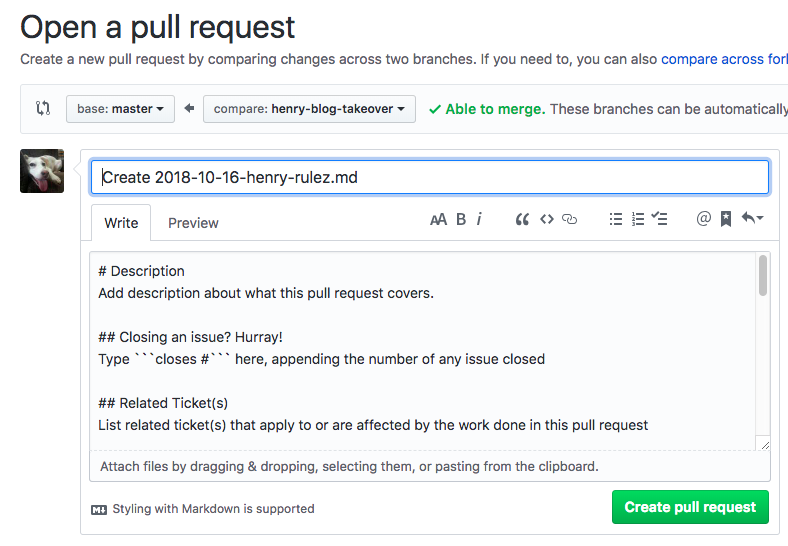 Open a pull request
Create a new pull request by comparing changes across two branches. If you need to, you can also compare across
base: master compare: henry-blog-takeover Able to merge. These branches can be automatically
Create 2018-10-16-henry-rulez.md
Write Preview AA B i
# Description
Add description about what this pull request covers.
## Closing an issue? Hurray!
Type ```closes #``` here, appending the number of any issue closed
## Related Ticket(s)
List related ticket(s) that apply to or are affected by the work done in this pull request
Attach files by dragging & dropping, selecting them, or pasting from the clipboard.
Styling with Markdown is supported Create pull request